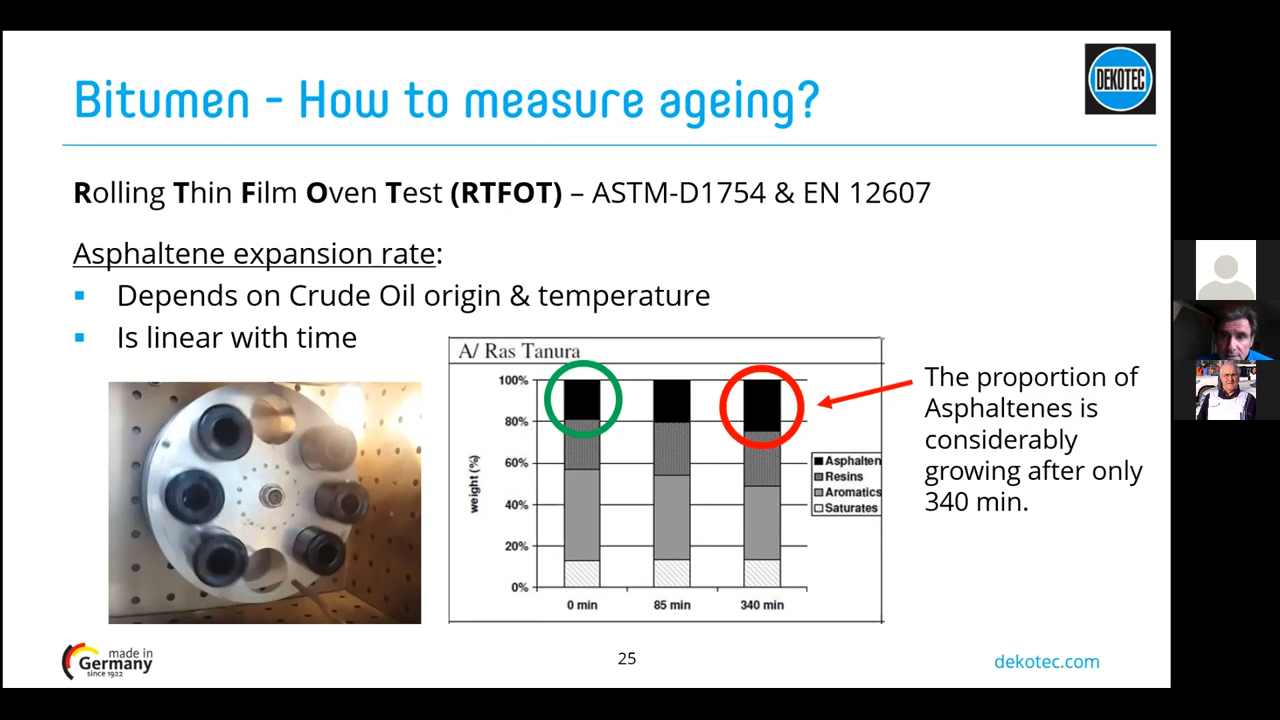 Bitumen - How to measure ageing?
DEKOTEC
Rolling Thin Film Oven Test (RTFOT) – ASTM-D1754 & EN 12607
Asphaltene expansion rate:
Depends on Crude Oil origin & temperature
Is linear with time
A/ Ras Tanura
100%
80%
60%
40%
20%
0%
weight (%)
0 min
85 min
340 min
Asphalten
Resins
Aromatics
Saturates
The proportion of
Asphaltenes is
considerably
growing after only
340 min.
made in
Germany
since 1922
25
dekotec.com